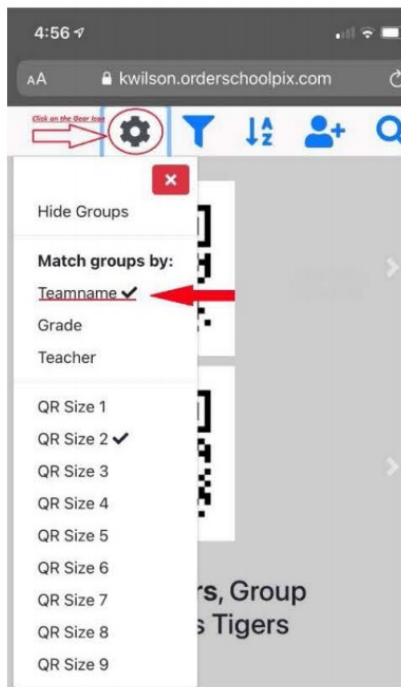 4:56
AA kwilson.orderschoolpix.com
Click on the Gear Icon
Hide Groups
Match groups by:
Teamname
Grade
Teacher
QR Size 1
QR Size 2
QR Size 3
QR Size 4
QR Size 5
QR Size 6
QR Size 7
QR Size 8
QR Size 9
rs, Group
s Tigers